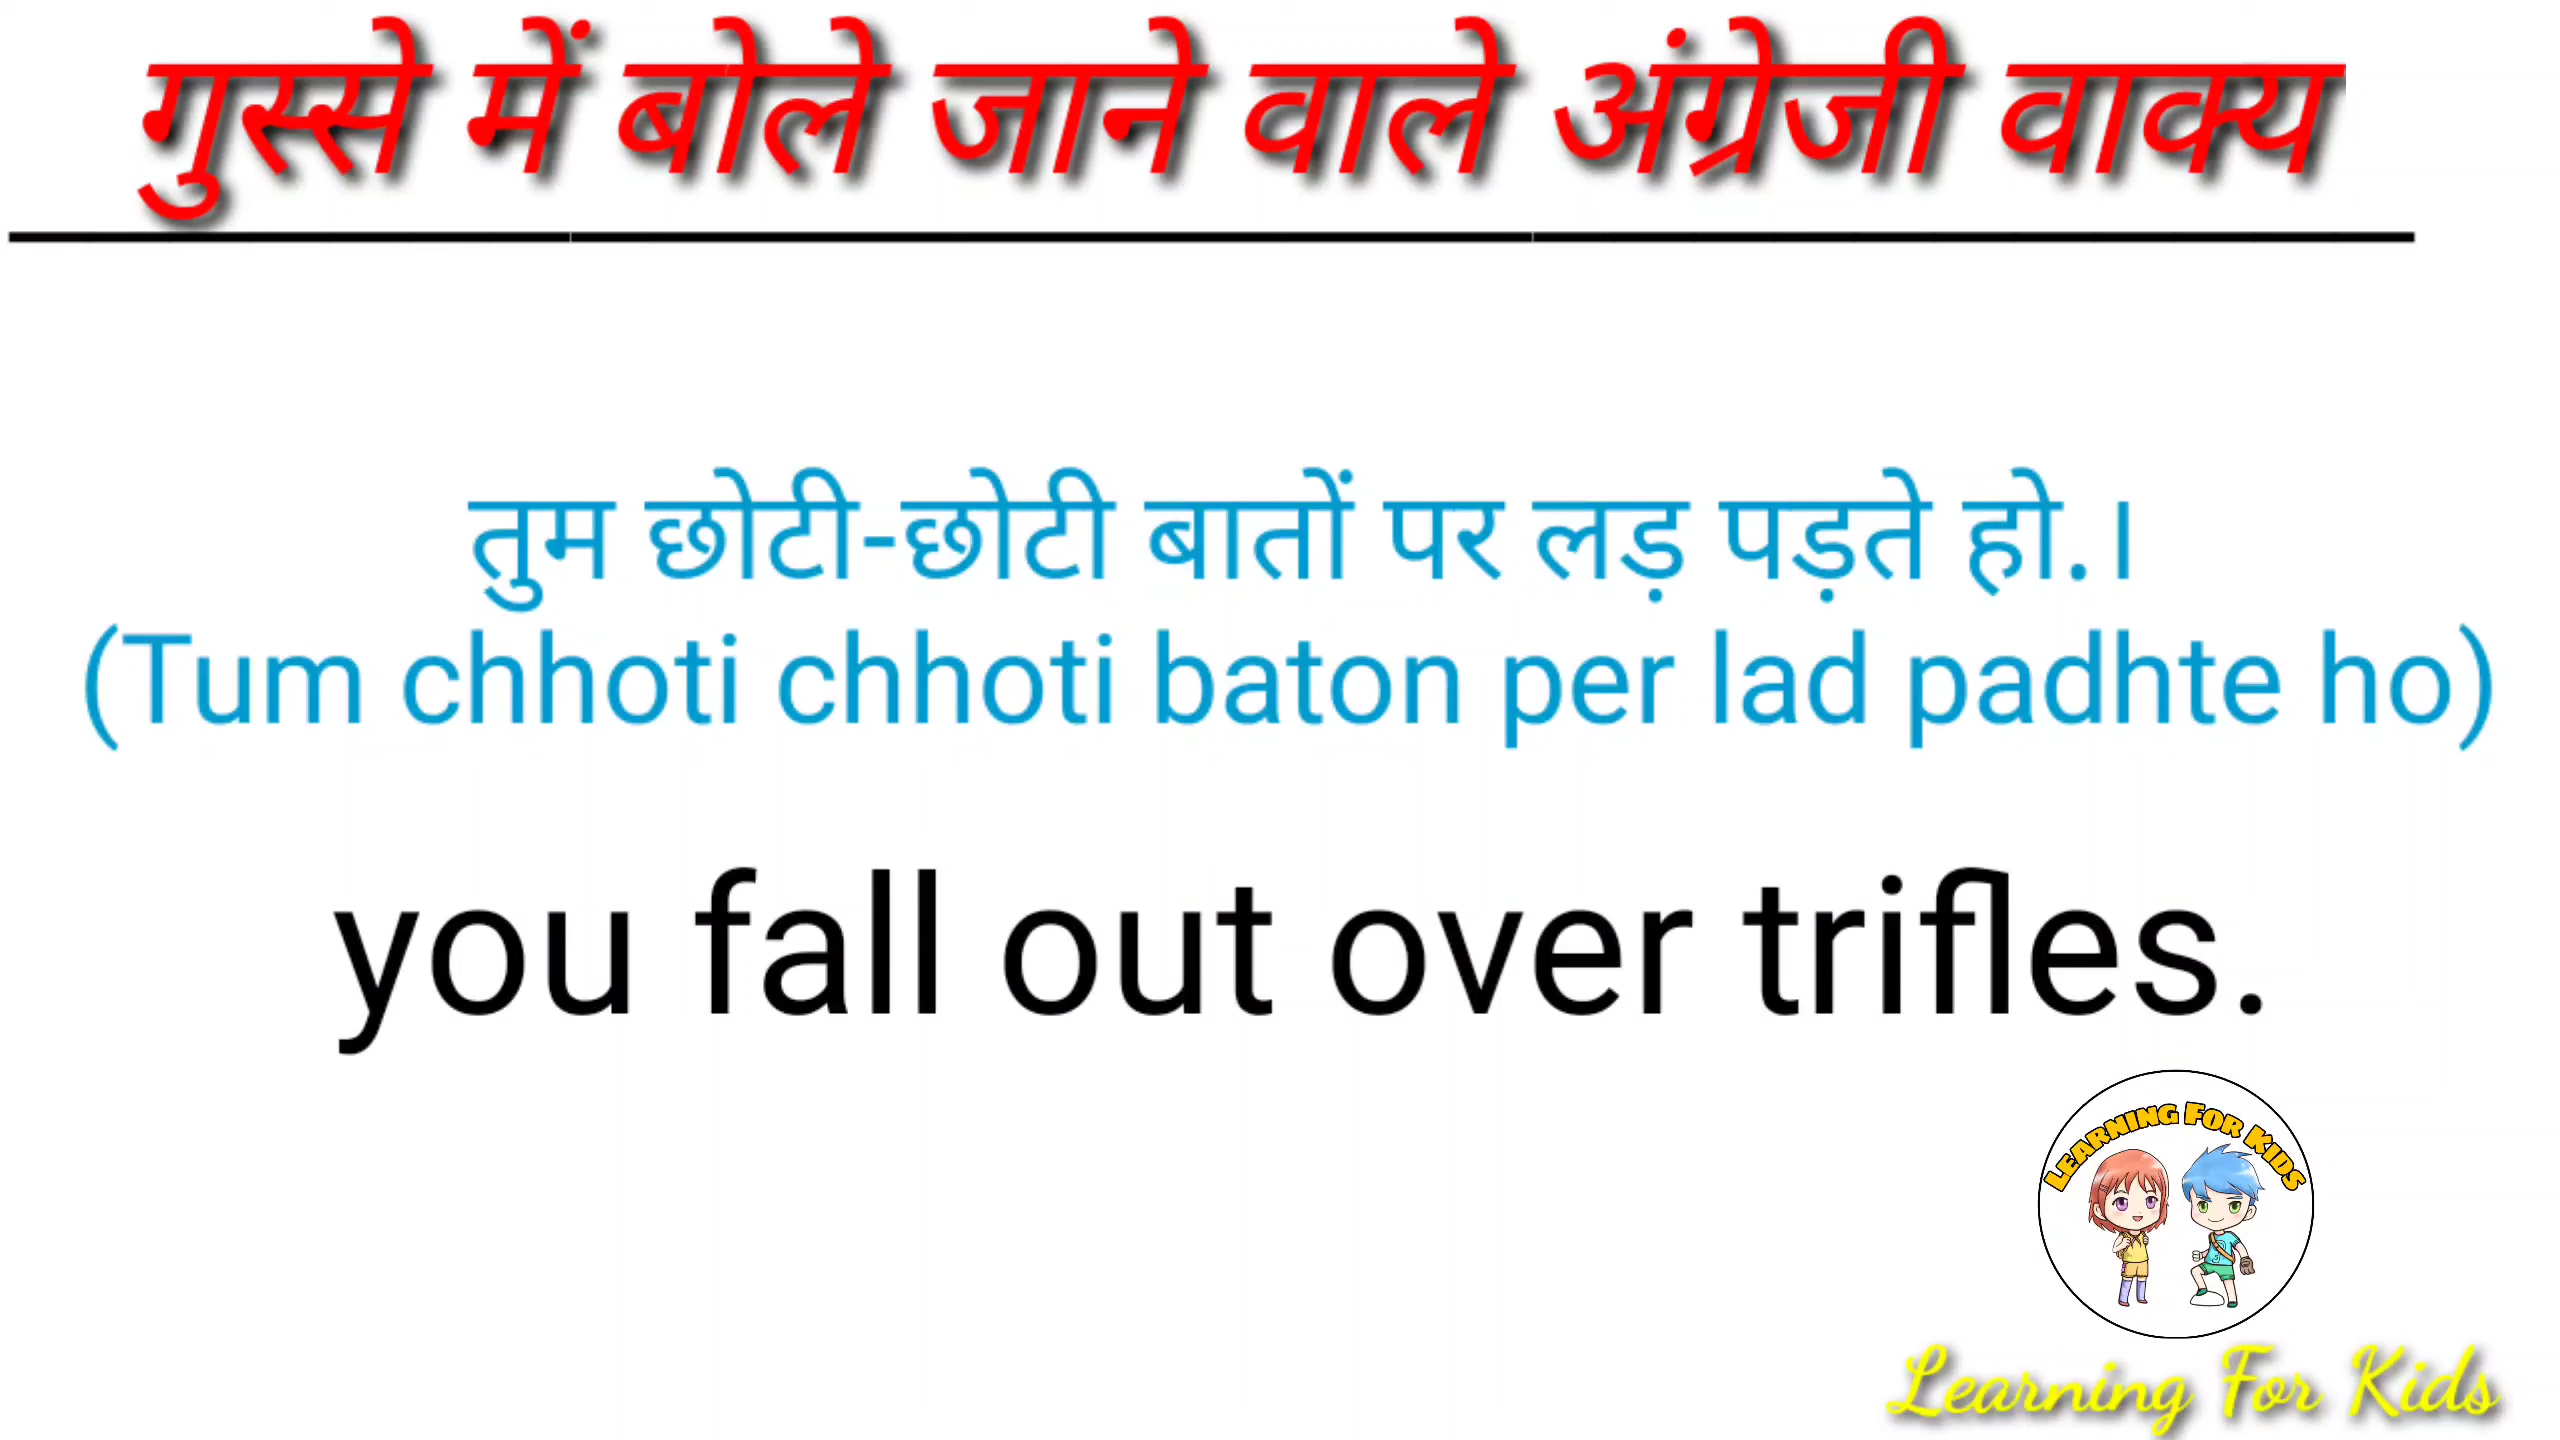 गुस्से में बोले जाने वाले अंग्रेजी वाक्य
तुम छोटी-छोटी बातों पर लड़ पड़ते हो.।
(Tum chhoti chhoti baton per lad padhte ho)
you fall out over trifles.
LEARNING FOR KIDS
Learning For Kids